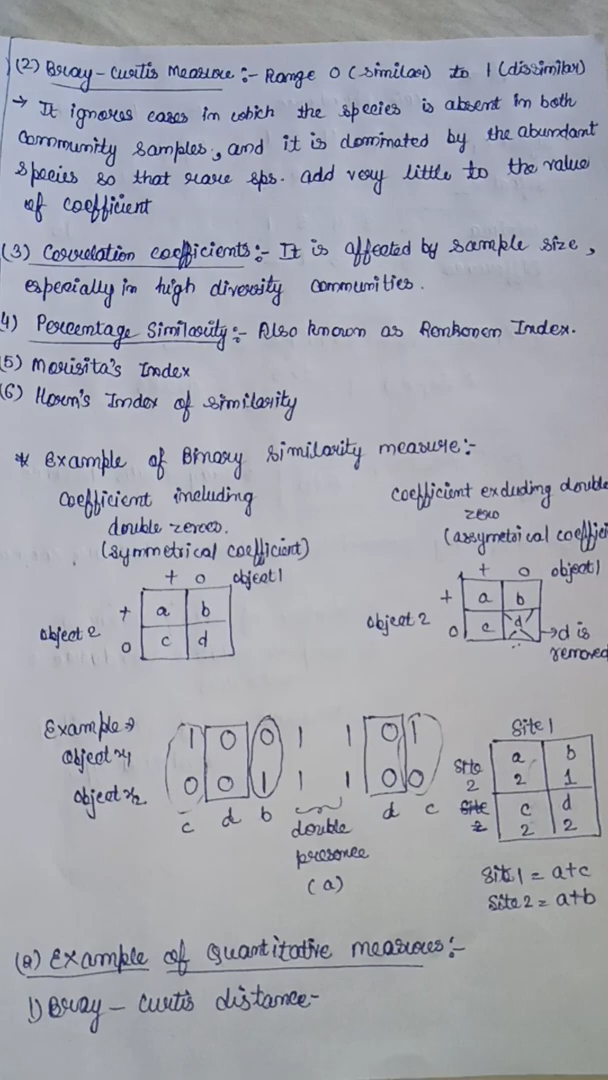 (2) Bray-Curtis Measure :- Range 0 (similar) to 1 (dissimilar)
→ It ignores cases in which the species is absent in both
community samples, and it is dominated by the abundant
species so that rare sps. add very little to the value
of coefficient
(3) Correlation coefficients :- It is affected by sample size,
especially in high diversity communities.
4) Percentage Similarity :- Also known as Renkonen Index.
5) Morisita's Index
(6) Horn's Index of similarity
* Example of Binary similarity measure :-
coefficient including
double zeroes.
(symmetrical coefficient)
+ 0 object 1
object 2 + a b
0 c d
coefficient excluding double
zero
(assymetrical coeffici
+ 0 object 1
object 2 + a b
0 c d → d is
removed
Example ⇒
object x1 1 0 0 1 1 0 1
object x2 0 0 1 1 1 0 0
c d b double d c
presence
(a)
Site 1
Site a b
2 2 1
Site c d
2 2 2
Site 1 = a+c
Site 2 = a+b
(a) Example of Quantitative measures :-
1) Bray - Curtis distance -